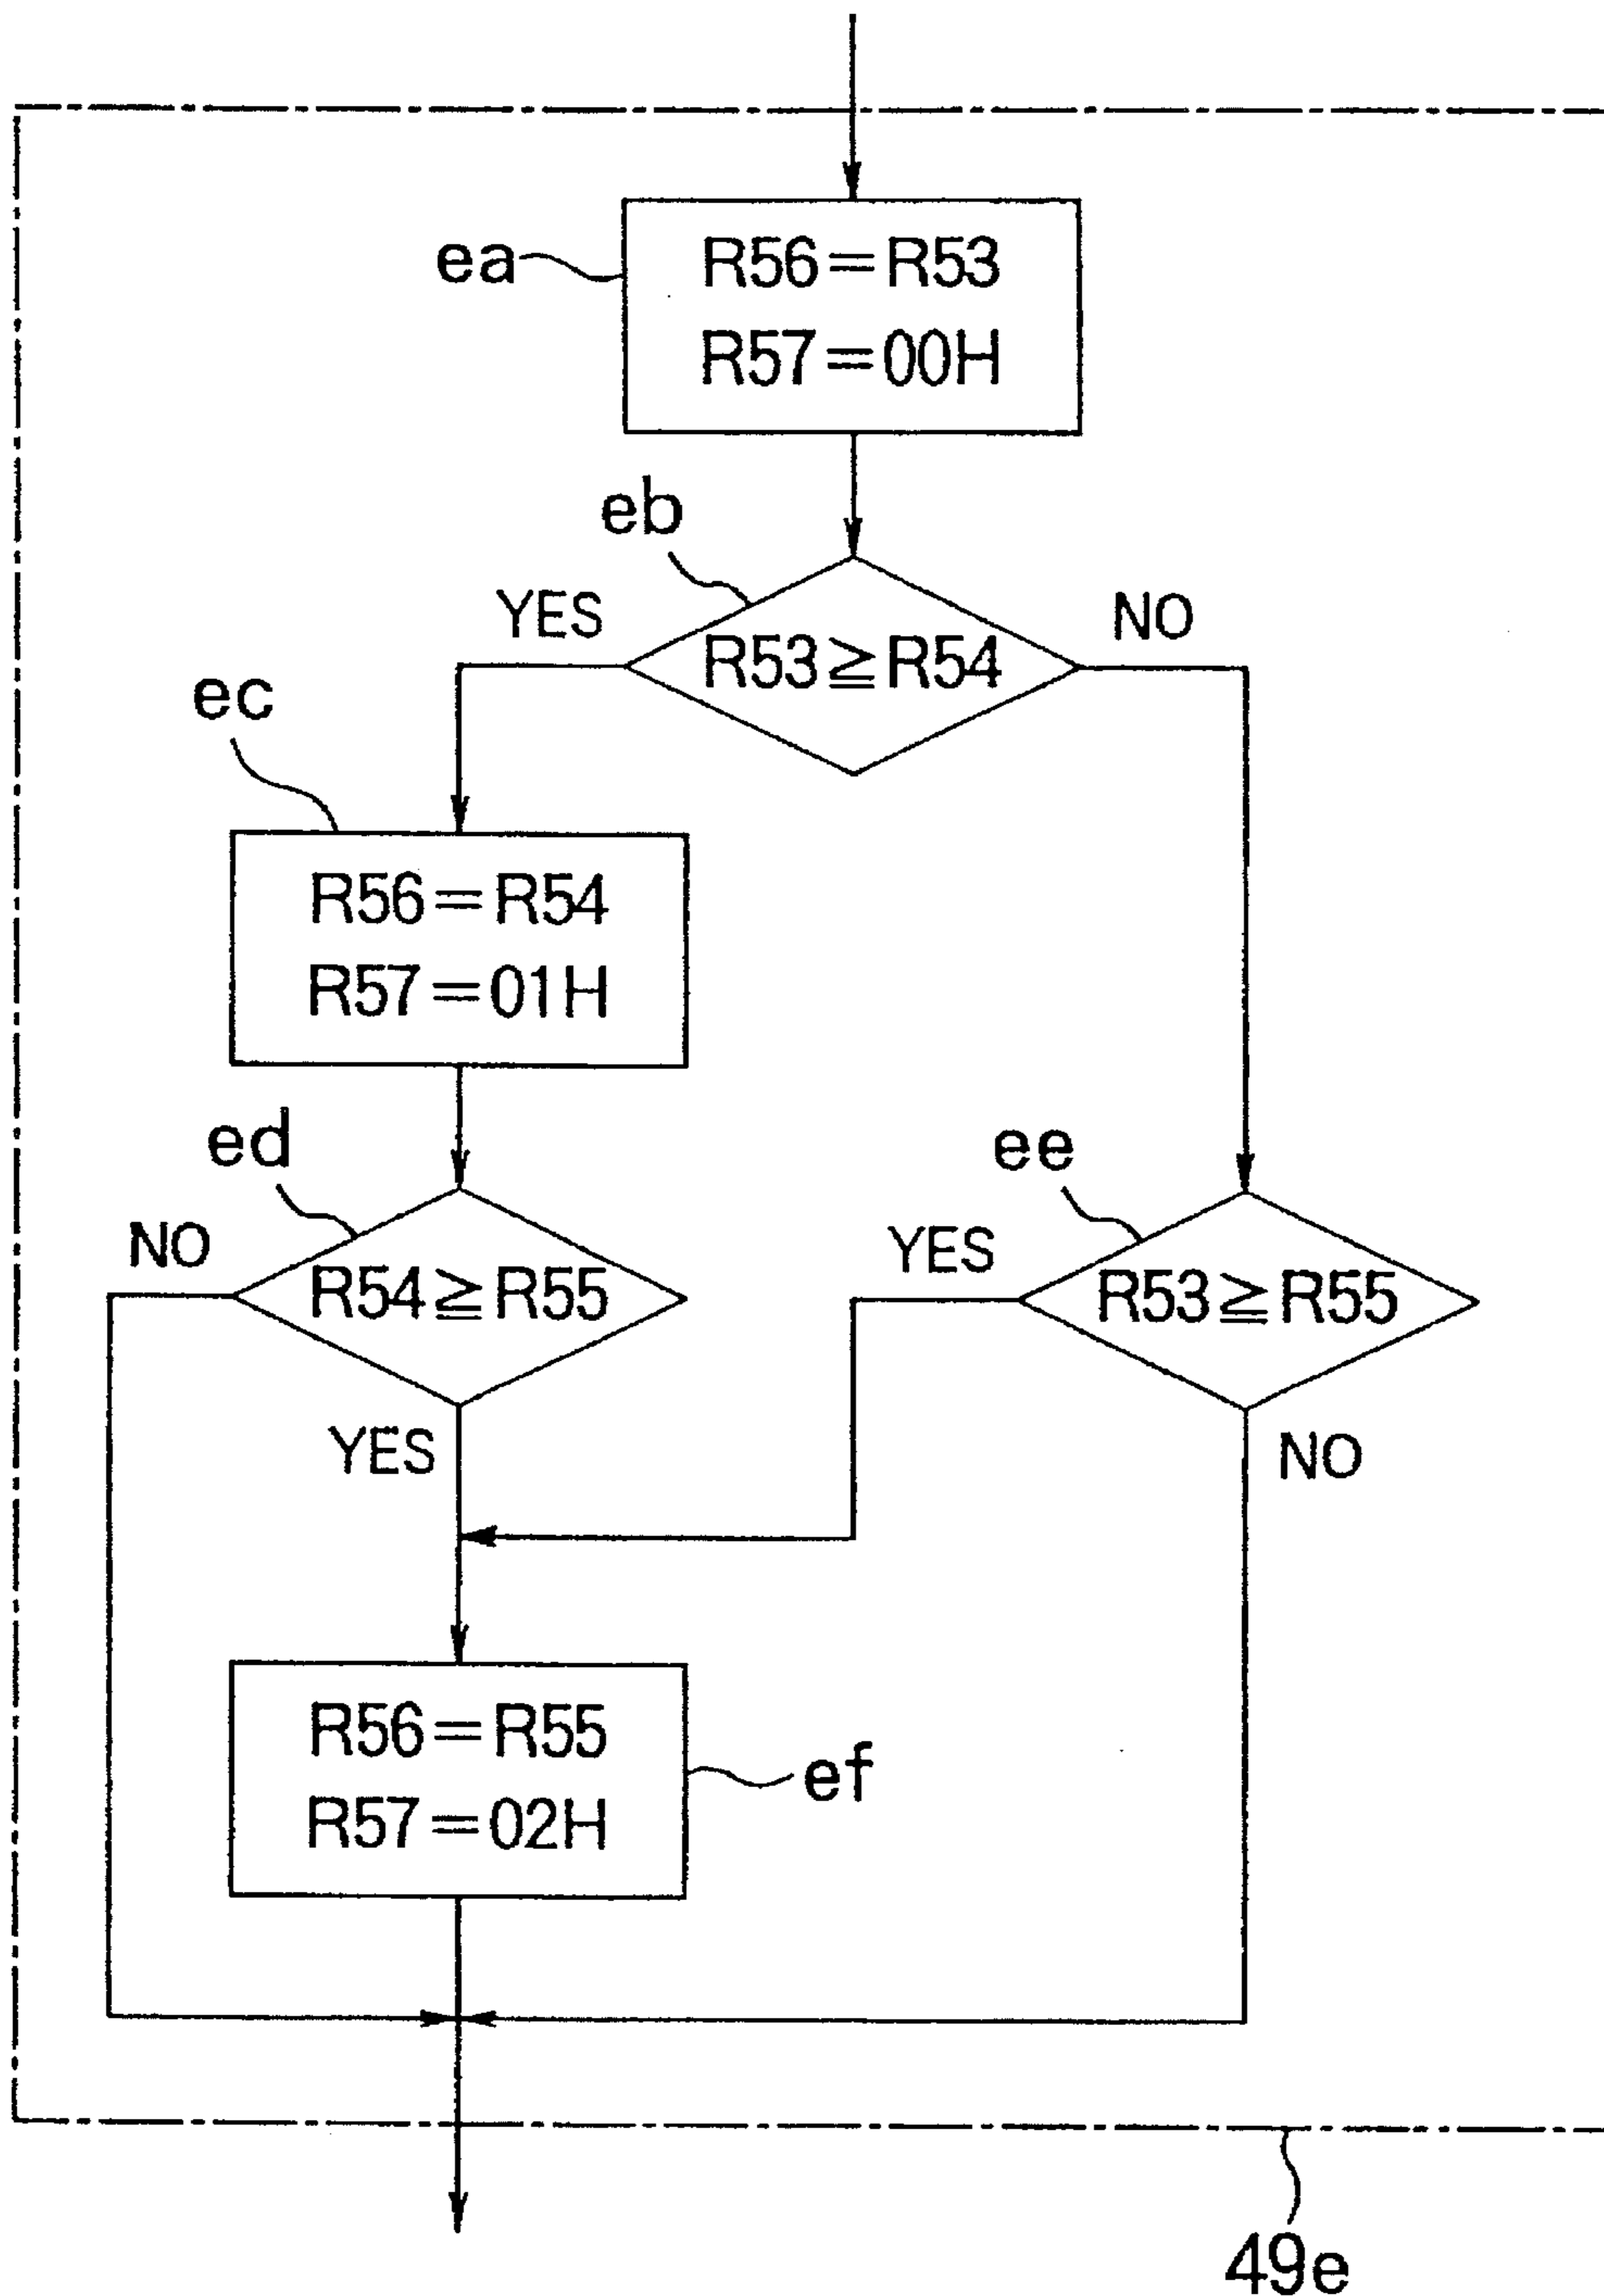 ea
R56=R53
R57=00H
eb
YES
NO
R53≧R54
ec
R56=R54
R57=01H
ed
ee
NO
YES
R54≧R55
R53≧R55
YES
NO
R56=R55
R57=02H
ef
49e